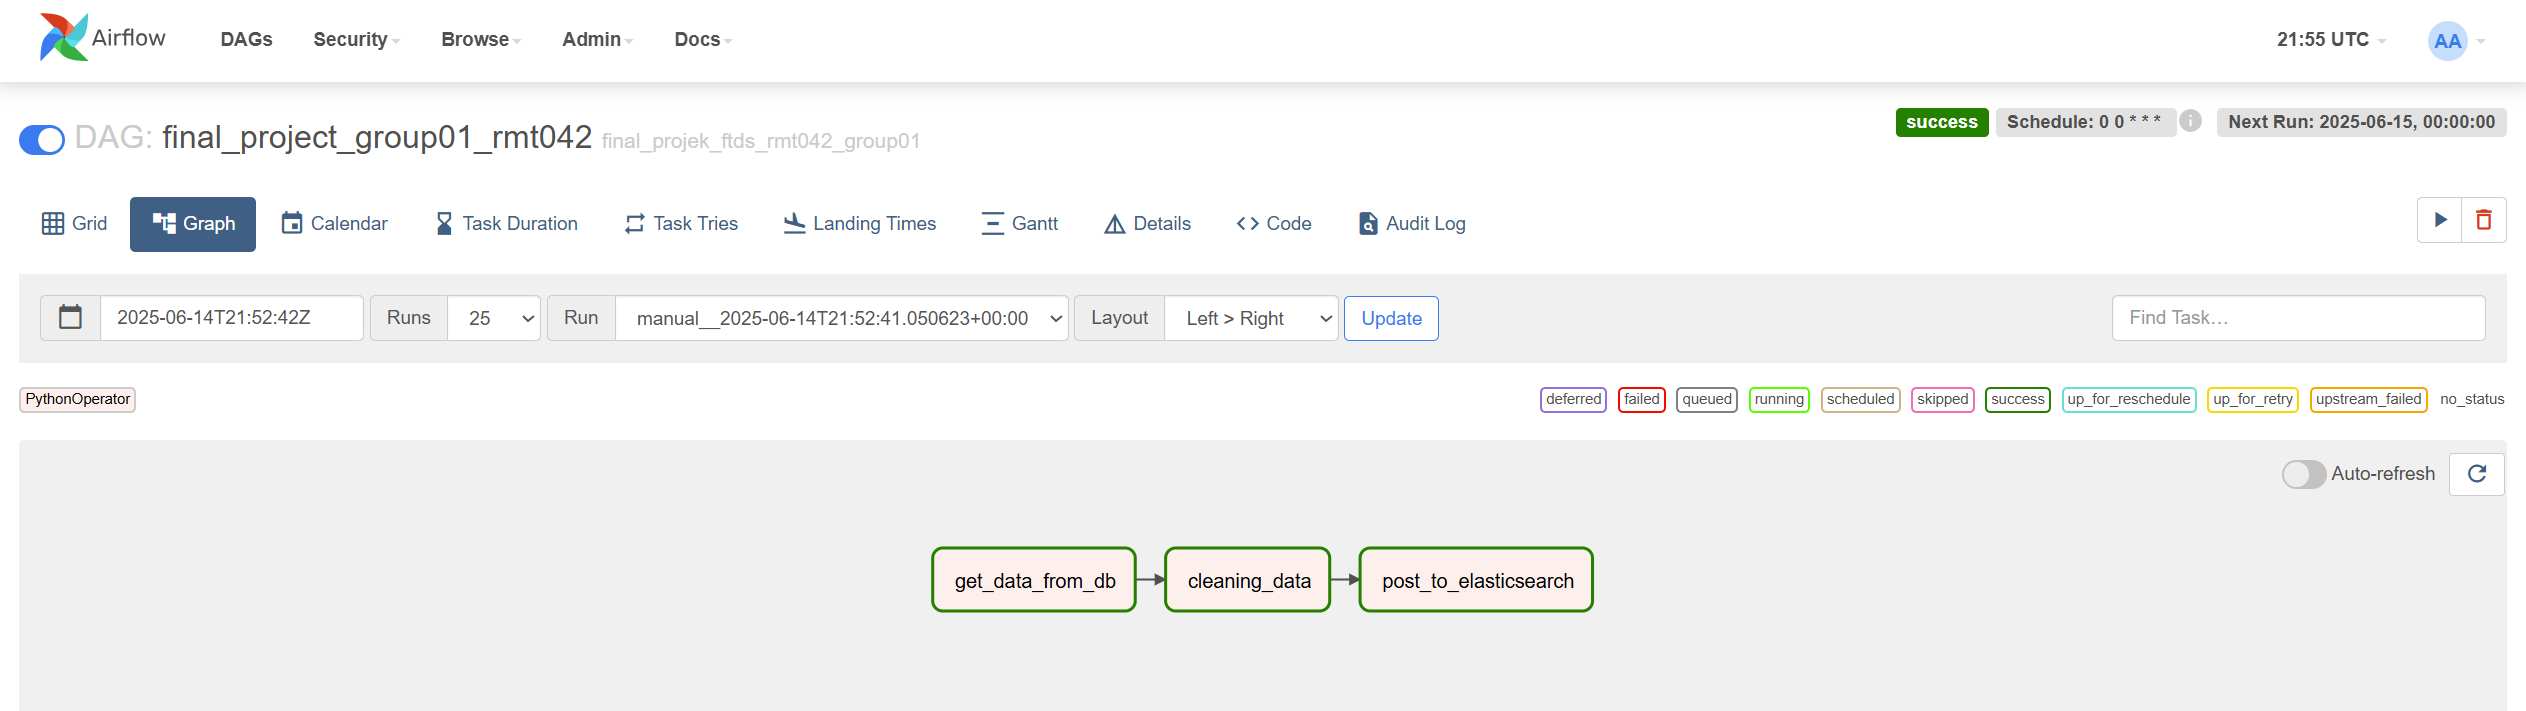 Airflow DAGs Security Browse Admin Docs 21:55 UTC AA
DAG: final_project_group01_rmt042 final_projek_ftds_rmt042_group01 success Schedule: 0 0 * * * i Next Run: 2025-06-15, 00:00:00
Grid Graph Calendar Task Duration Task Tries Landing Times Gantt Details Code Audit Log
2025-06-14T21:52:42Z Runs 25 Run manual__2025-06-14T21:52:41.050623+00:00 Layout Left > Right Update Find Task…
PythonOperator deferred failed queued running scheduled skipped success up_for_reschedule up_for_retry upstream_failed no_status
Auto-refresh
get_data_from_db cleaning_data post_to_elasticsearch